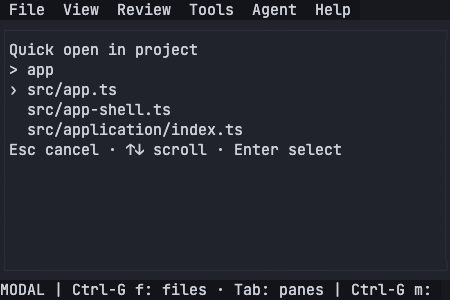 File  View  Review  Tools  Agent  Help
Quick open in project
> app
› src/app.ts
  src/app-shell.ts
  src/application/index.ts
Esc cancel · ↑↓ scroll · Enter select
MODAL | Ctrl-G f: files · Tab: panes | Ctrl-G m: